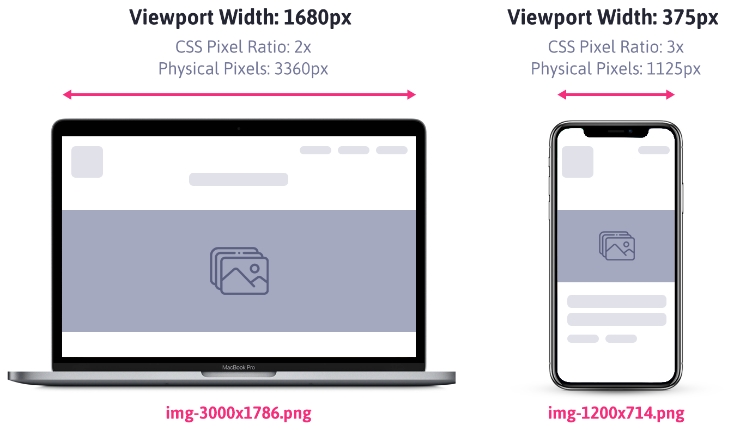 Viewport Width: 1680px
CSS Pixel Ratio: 2x
Physical Pixels: 3360px
Viewport Width: 375px
CSS Pixel Ratio: 3x
Physical Pixels: 1125px
MacBook Pro
img-3000x1786.png
img-1200x714.png